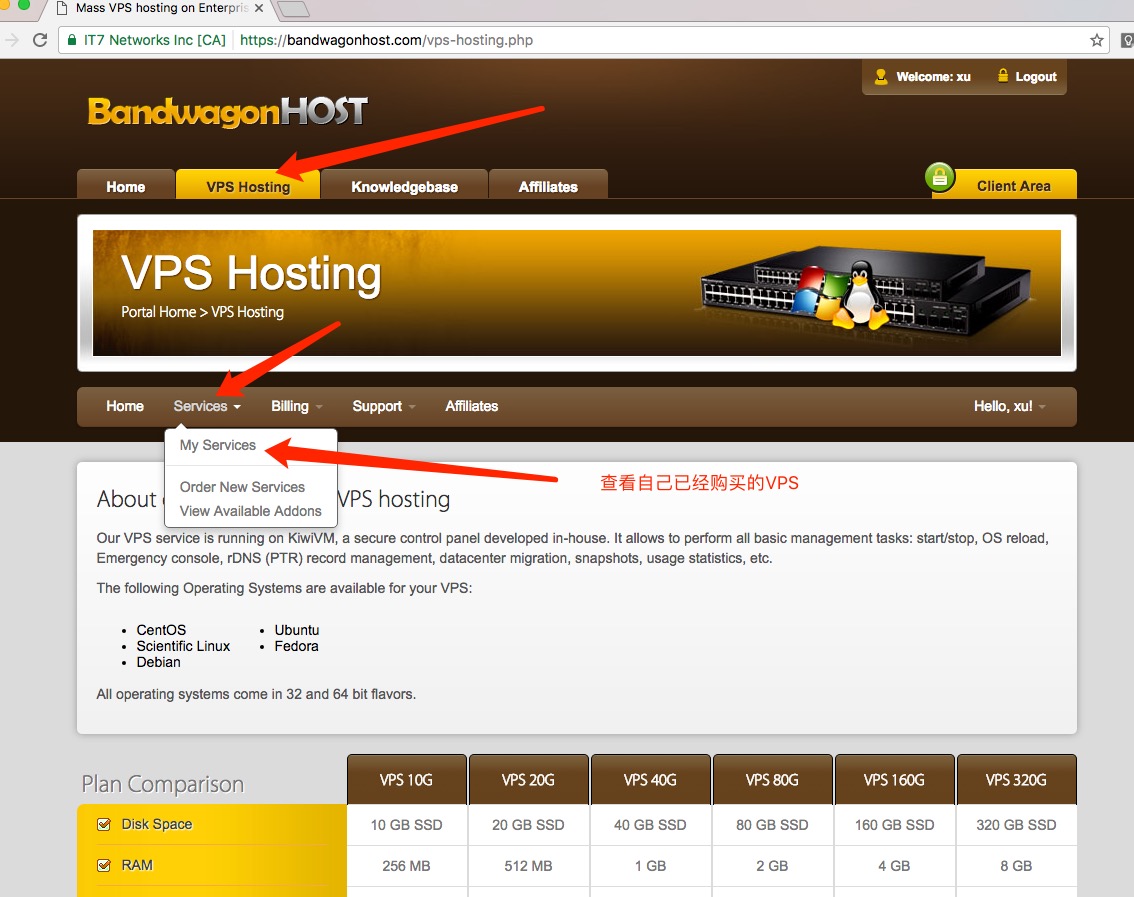 Mass VPS hosting on Enterpris
IT7 Networks Inc [CA] https://bandwagonhost.com/vps-hosting.php
Welcome: xu Logout
BandwagonHOST
Home VPS Hosting Knowledgebase Affiliates Client Area
VPS Hosting
Portal Home > VPS Hosting
Home Services Billing Support Affiliates Hello, xu!
My Services
查看自己已经购买的VPS
Order New Services
View Available Addons
About VPS hosting
Our VPS service is running on KiwiVM, a secure control panel developed in-house. It allows to perform all basic management tasks: start/stop, OS reload,
Emergency console, rDNS (PTR) record management, datacenter migration, snapshots, usage statistics, etc.
The following Operating Systems are available for your VPS:
CentOS Ubuntu
Scientific Linux Fedora
Debian
All operating systems come in 32 and 64 bit flavors.
Plan Comparison VPS 10G VPS 20G VPS 40G VPS 80G VPS 160G VPS 320G
Disk Space 10 GB SSD 20 GB SSD 40 GB SSD 80 GB SSD 160 GB SSD 320 GB SSD
RAM 256 MB 512 MB 1 GB 2 GB 4 GB 8 GB